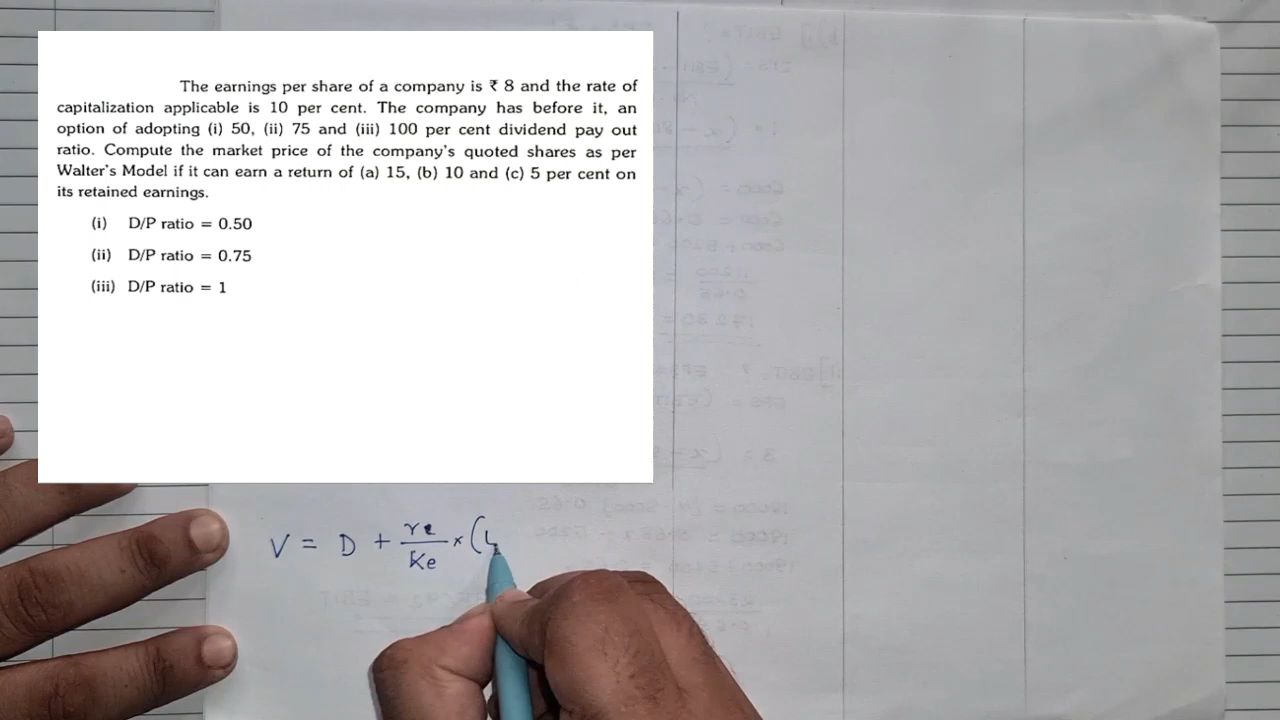 The earnings per share of a company is ₹ 8 and the rate of
capitalization applicable is 10 per cent. The company has before it, an
option of adopting (i) 50, (ii) 75 and (iii) 100 per cent dividend pay out
ratio. Compute the market price of the company's quoted shares as per
Walter's Model if it can earn a return of (a) 15, (b) 10 and (c) 5 per cent on
its retained earnings.
(i) D/P ratio = 0.50
(ii) D/P ratio = 0.75
(iii) D/P ratio = 1
V = D + re/Ke × (